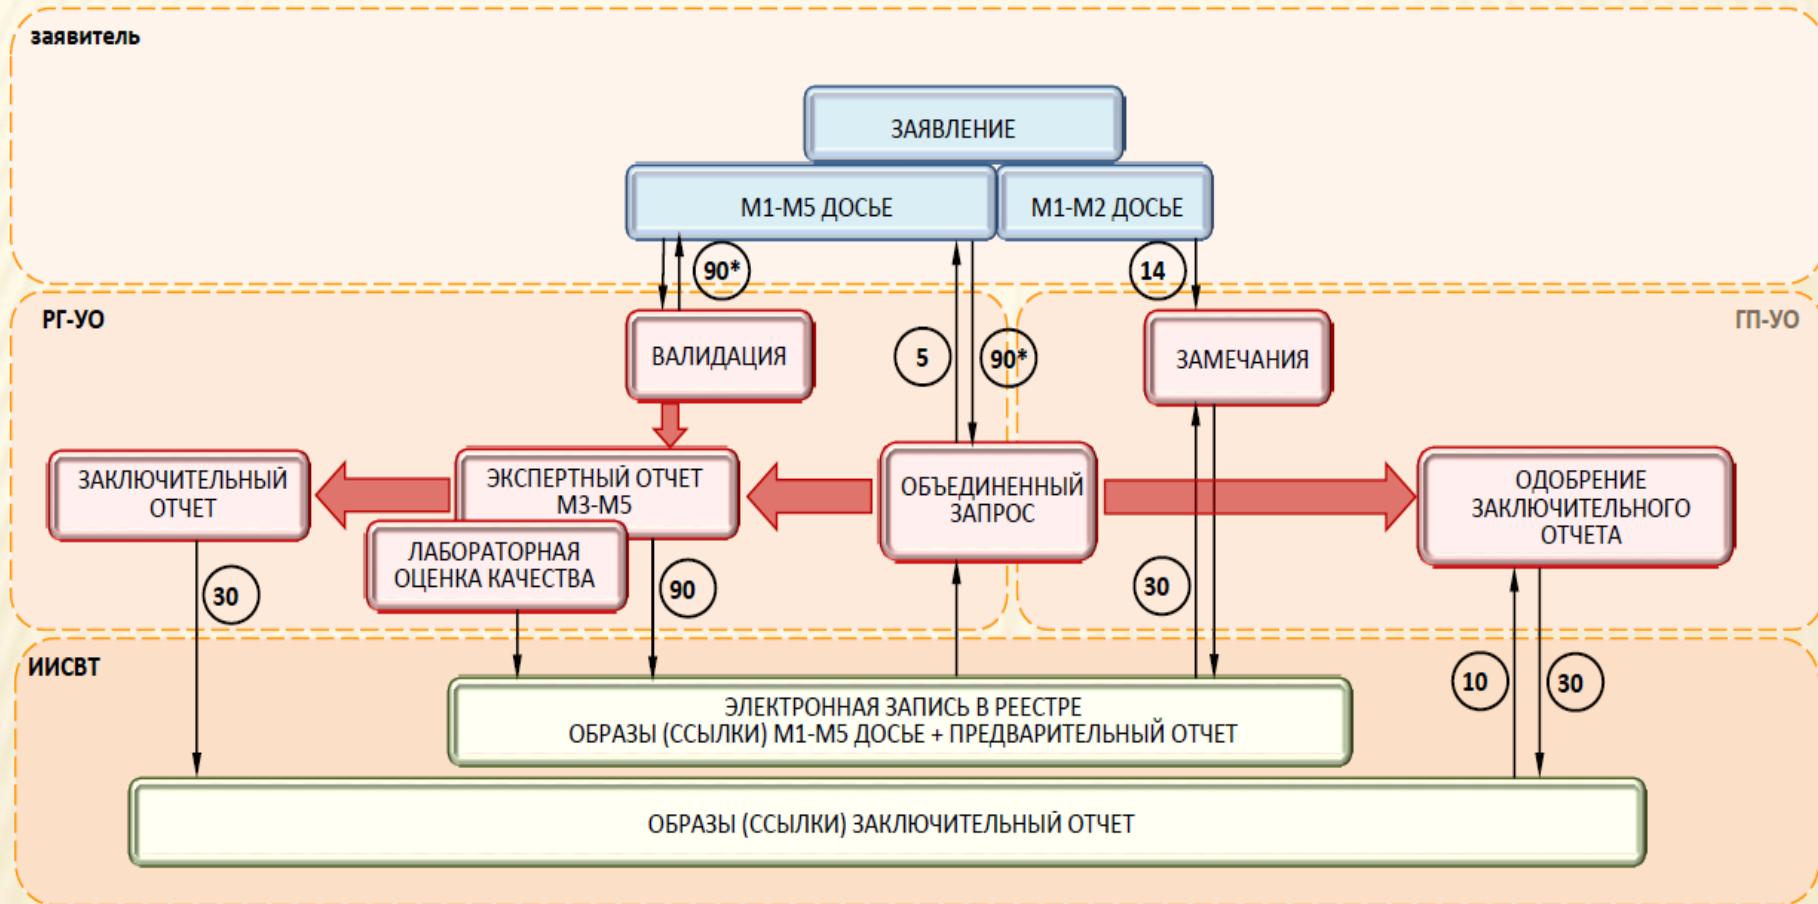 заявитель
ЗАЯВЛЕНИЕ
М1-М5 ДОСЬЕ
М1-М2 ДОСЬЕ
90*
14
РГ-УО
ГП-УО
ВАЛИДАЦИЯ
5
90*
ЗАМЕЧАНИЯ
ЗАКЛЮЧИТЕЛЬНЫЙ
ОТЧЕТ
ЭКСПЕРТНЫЙ ОТЧЕТ
М3-М5
ОБЪЕДИНЕННЫЙ
ЗАПРОС
ОДОБРЕНИЕ
ЗАКЛЮЧИТЕЛЬНОГО
ОТЧЕТА
ЛАБОРАТОРНАЯ
ОЦЕНКА КАЧЕСТВА
30
90
30
ИИСВТ
10
30
ЭЛЕКТРОННАЯ ЗАПИСЬ В РЕЕСТРЕ
ОБРАЗЫ (ССЫЛКИ) М1-М5 ДОСЬЕ + ПРЕДВАРИТЕЛЬНЫЙ ОТЧЕТ
ОБРАЗЫ (ССЫЛКИ) ЗАКЛЮЧИТЕЛЬНЫЙ ОТЧЕТ